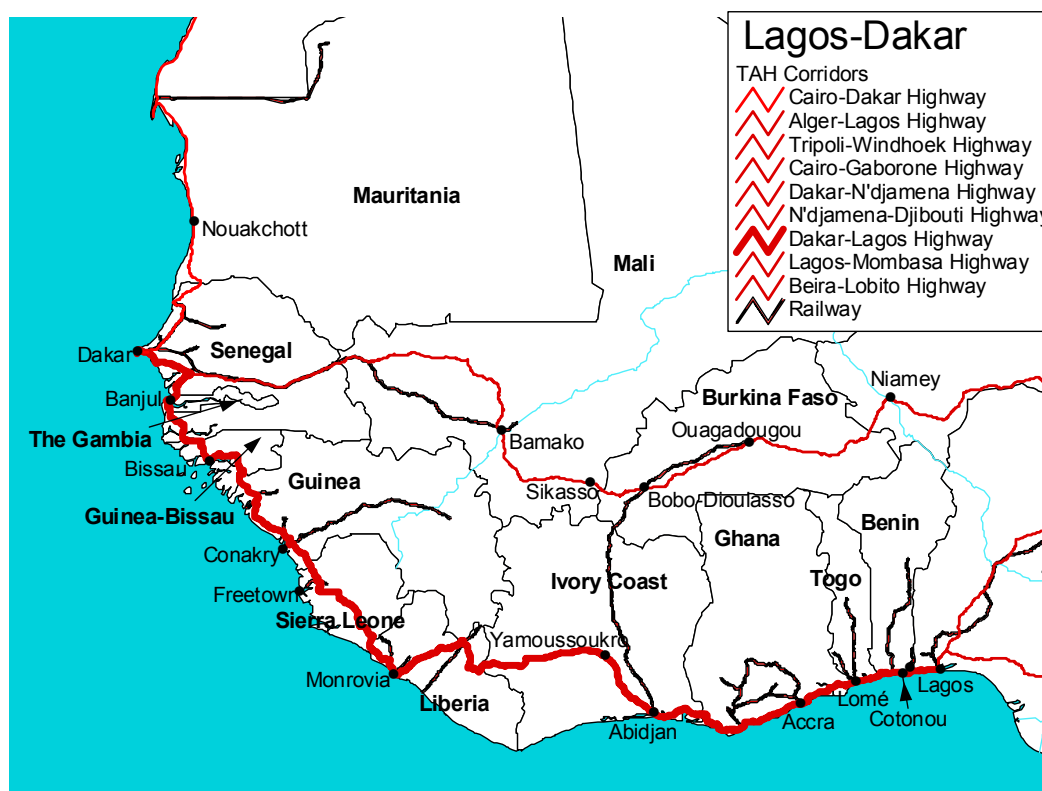 Lagos-Dakar
TAH Corridors
Cairo-Dakar Highway
Alger-Lagos Highway
Tripoli-Windhoek Highway
Cairo-Gaborone Highway
Dakar-N'djamena Highway
N'djamena-Djibouti Highway
Dakar-Lagos Highway
Lagos-Mombasa Highway
Beira-Lobito Highway
Railway
Mauritania
Nouakchott
Mali
Dakar
Senegal
Niamey
Banjul
Burkina Faso
The Gambia
Bamako
Ouagadougou
Bissau
Guinea
Sikasso
Bobo-Dioulasso
Guinea-Bissau
Benin
Ghana
Conakry
Ivory Coast
Togo
Freetown
Sierra Leone
Yamoussoukro
Monrovia
Liberia
Lagos
Lomé
Cotonou
Accra
Abidjan